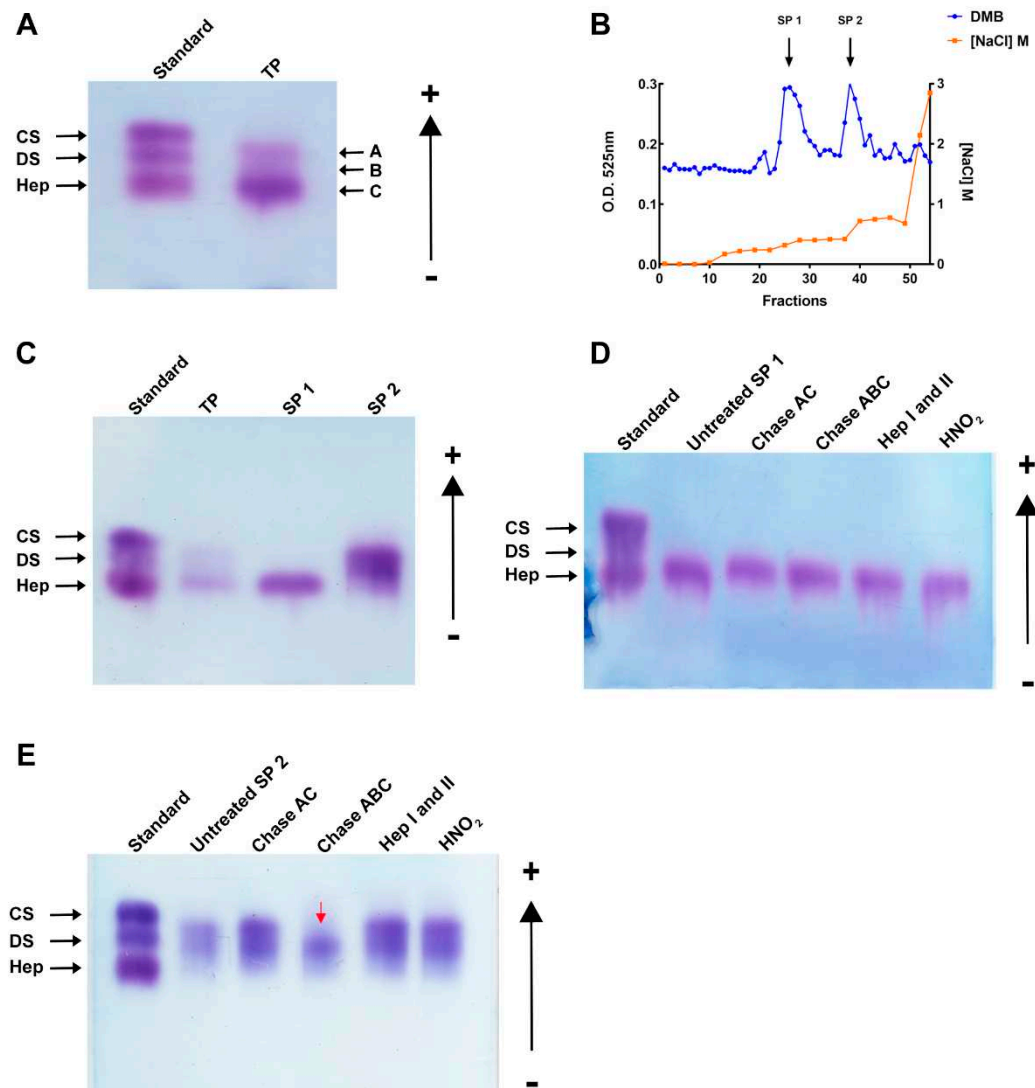 A
Standard
TP
CS
DS
Hep
A
B
C
+
-
B
SP 1
SP 2
DMB
[NaCl] M
0.3
0.2
0.1
0.0
O.D. 525nm
3
2
1
0
[NaCl] M
0
10
20
30
40
50
Fractions
C
Standard
TP
SP 1
SP 2
CS
DS
Hep
+
-
D
Standard
Untreated SP 1
Chase AC
Chase ABC
Hep I and II
HNO₂
CS
DS
Hep
+
-
E
Standard
Untreated SP 2
Chase AC
Chase ABC
Hep I and II
HNO₂
CS
DS
Hep
+
-